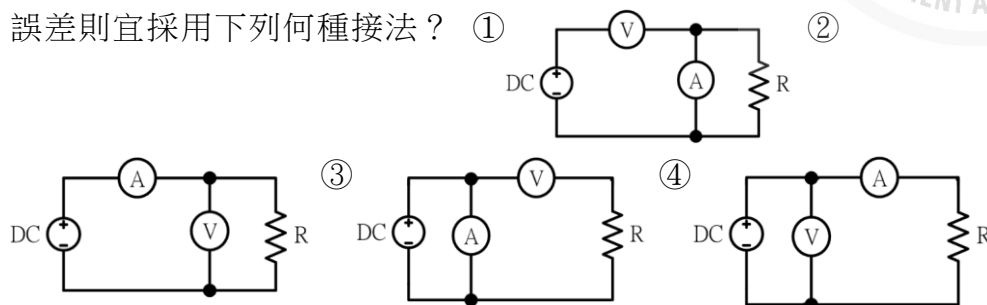 誤差則宜採用下列何種接法？ ① ②
V
DC + - A R
③ ④
A V
A
DC + - V R DC + - A R DC + - V R